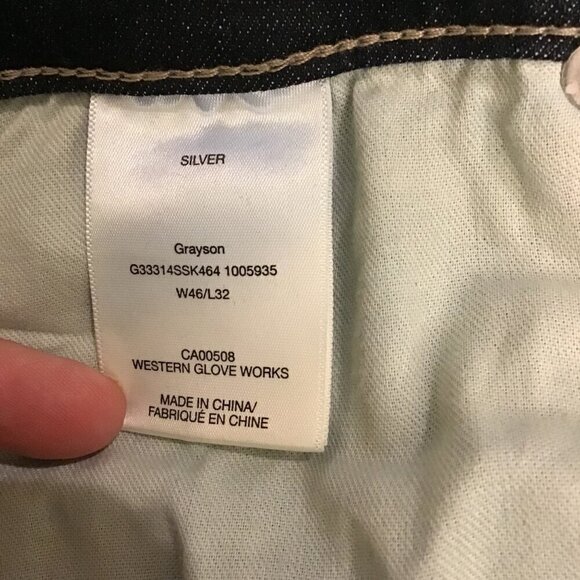 SILVER
Grayson
G33314SSK464 1005935
W46/L32
CA00508
WESTERN GLOVE WORKS
MADE IN CHINA/
FABRIQUÉ EN CHINE